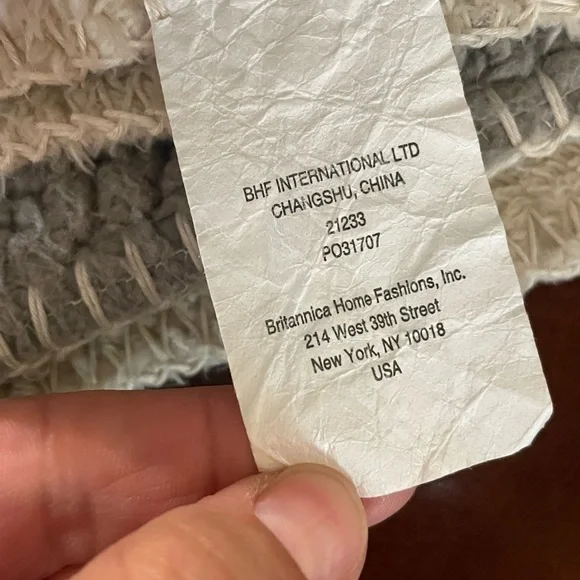 BHF INTERNATIONAL LTD
CHANGSHU, CHINA
21233
PO31707
Britannica Home Fashions, Inc.
214 West 39th Street
New York, NY 10018
USA